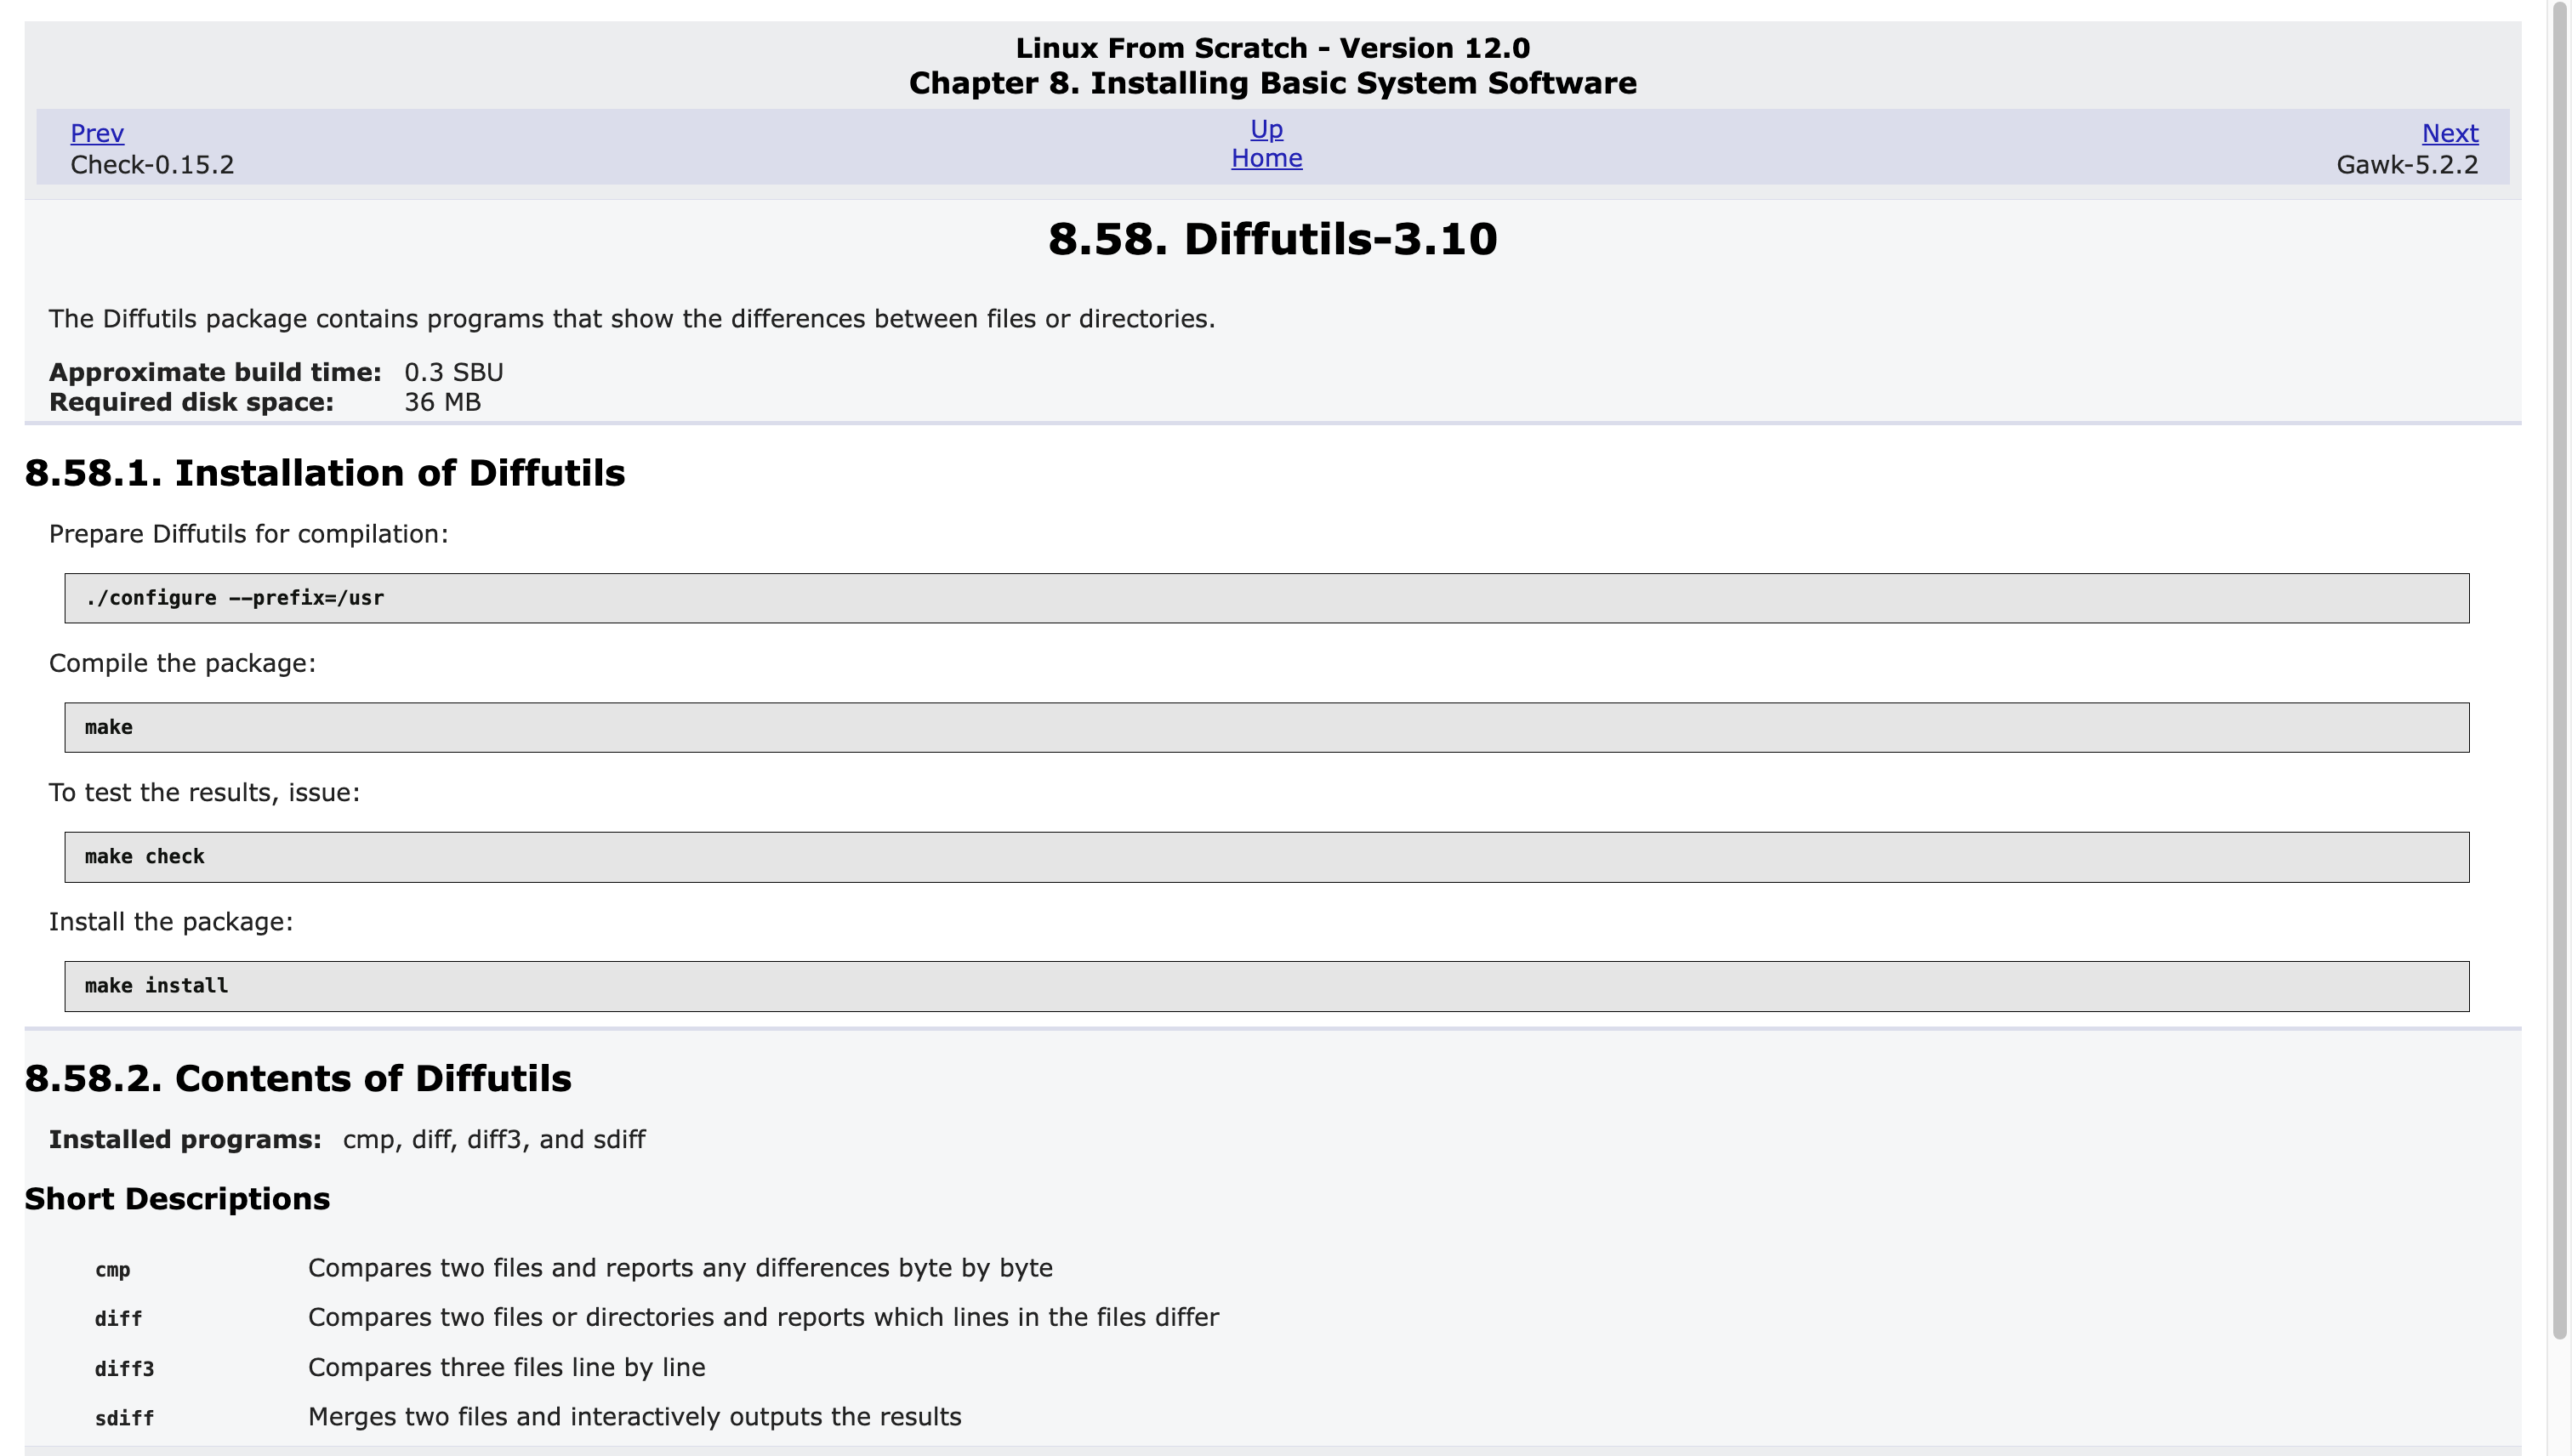 Linux From Scratch - Version 12.0
Chapter 8. Installing Basic System Software
Prev
Check-0.15.2
Up
Home
Next
Gawk-5.2.2
8.58. Diffutils-3.10
The Diffutils package contains programs that show the differences between files or directories.
Approximate build time: 0.3 SBU
Required disk space: 36 MB
8.58.1. Installation of Diffutils
Prepare Diffutils for compilation:
./configure --prefix=/usr
Compile the package:
make
To test the results, issue:
make check
Install the package:
make install
8.58.2. Contents of Diffutils
Installed programs: cmp, diff, diff3, and sdiff
Short Descriptions
cmp Compares two files and reports any differences byte by byte
diff Compares two files or directories and reports which lines in the files differ
diff3 Compares three files line by line
sdiff Merges two files and interactively outputs the results